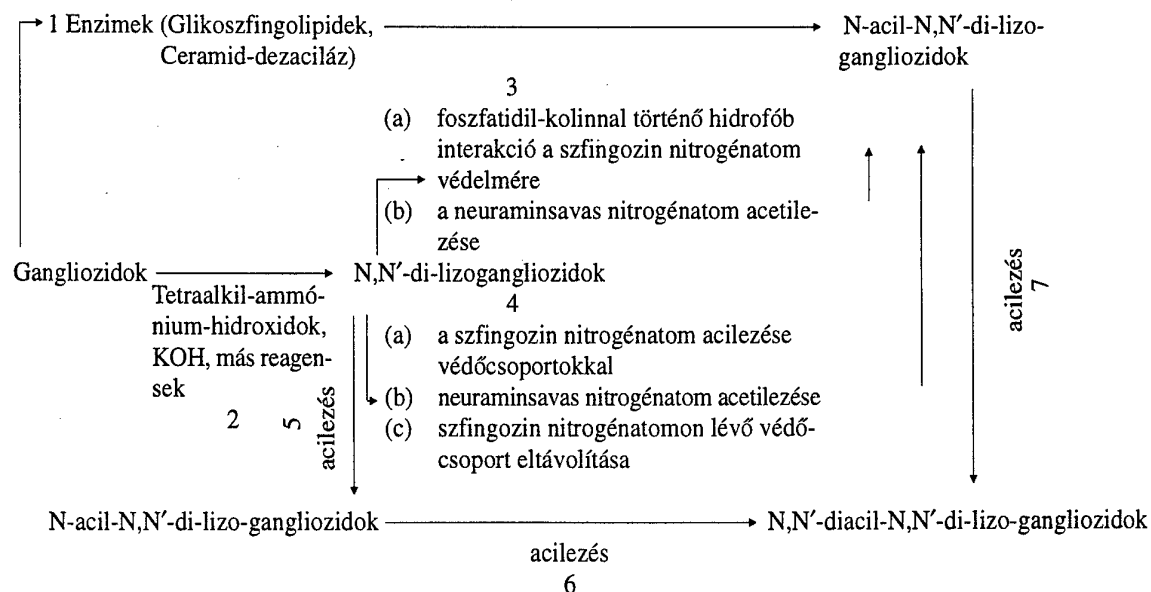 1 Enzimek (Glikoszfingolipidek,
Ceramid-dezaciláz)
N-acil-N,N′-di-lizo-
gangliozidok
3
(a) foszfatidil-kolinnal történő hidrofób
interakció a szfingozin nitrogénatom
védelmére
(b) a neuraminsavas nitrogénatom acetile-
zése
Gangliozidok
N,N′-di-lizogangliozidok
Tetraalkil-ammó-
nium-hidroxidok,
KOH, más reagen-
sek
2
4
(a) a szfingozin nitrogénatom acilezése
védőcsoportokkal
(b) neuraminsavas nitrogénatom acetilezése
(c) szfingozin nitrogénatomon lévő védő-
csoport eltávolítása
5
acilezés
acilezés
7
N-acil-N,N′-di-lizo-gangliozidok
N,N′-diacil-N,N′-di-lizo-gangliozidok
acilezés
6